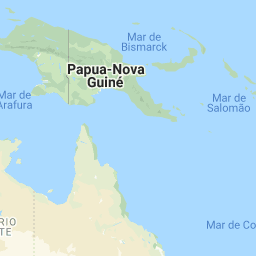 Mar de
Bismarck
Papua-Nova
Guiné
Mar de
Arafura
Mar de
Salomão
Mar de Co
RIO
TE